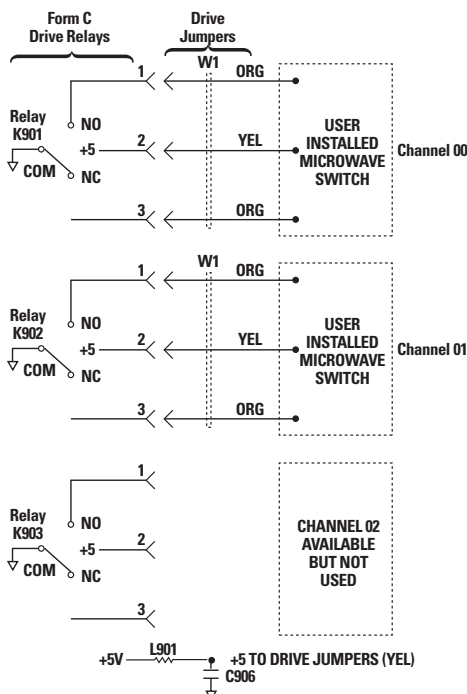 Form C
Drive Relays
Drive
Jumpers
W1
1
ORG
Relay
K901
NO
+5
2
YEL
COM
NC
3
ORG
USER
INSTALLED
MICROWAVE
SWITCH
Channel 00
W1
1
ORG
Relay
K902
NO
+5
2
YEL
COM
NC
3
ORG
USER
INSTALLED
MICROWAVE
SWITCH
Channel 01
1
Relay
K903
NO
+5
2
COM
NC
3
CHANNEL 02
AVAILABLE
BUT NOT
USED
+5V
L901
+5 TO DRIVE JUMPERS (YEL)
C906